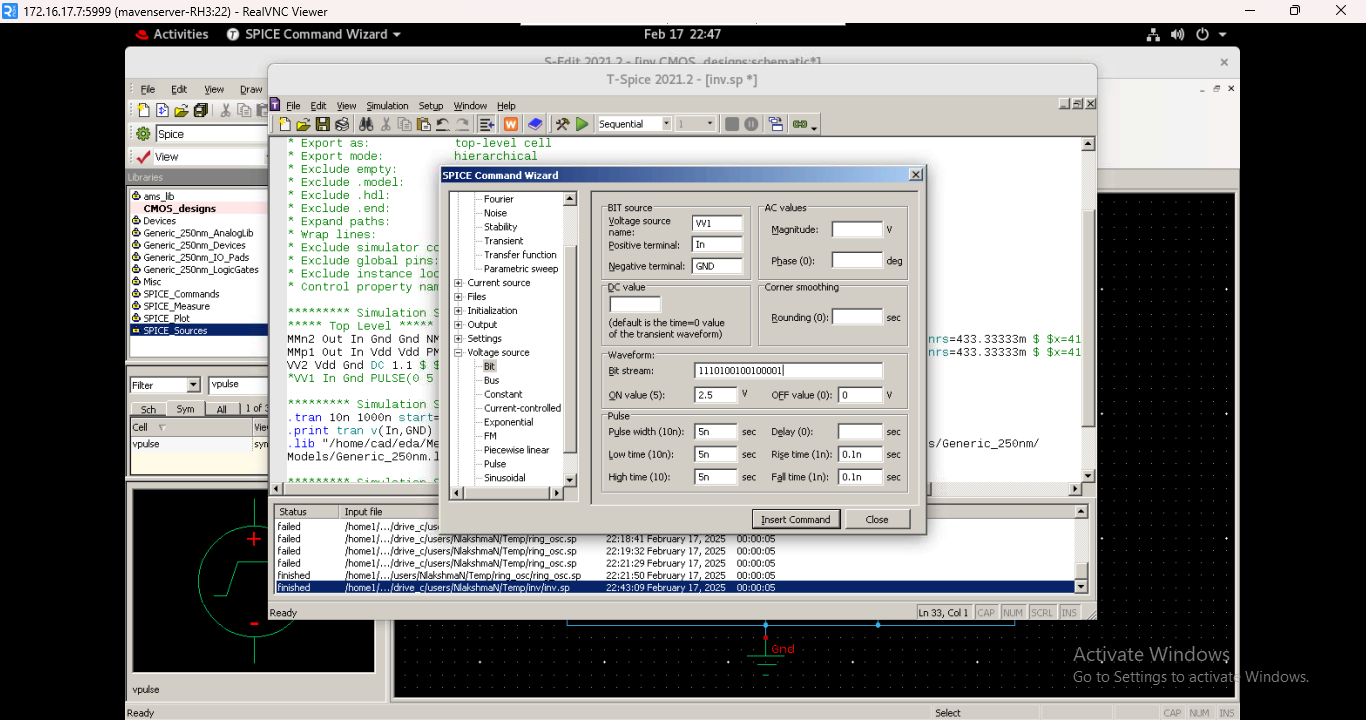 172.16.17.7:5999 (mavenserver-RH3:22) - RealVNC Viewer
Activities SPICE Command Wizard
Feb 17 22:47
S-Edit 2021.2 - [inv CMOS_designs:schematic*]
T-Spice 2021.2 - [inv.sp *]
File Edit View Draw
File Edit View Simulation Setup Window Help
Spice
Sequential
1
View
Libraries
ams_lib
CMOS_designs
Devices
Generic_250nm_AnalogLib
Generic_250nm_Devices
Generic_250nm_IO_Pads
Generic_250nm_LogicGates
Misc
SPICE_Commands
SPICE_Measure
SPICE_Plot
SPICE_Sources
Filter vpulse
Sch Sym All 1 of
Cell
vpulse sym
vpulse
Ready
* Export as: top-level cell
* Export mode: hierarchical
* Exclude empty:
* Exclude .model:
* Exclude .hdl:
* Exclude .end:
* Expand paths:
* Wrap lines:
* Exclude simulator co
* Exclude global pins:
* Exclude instance loc
* Control property nam
********* Simulation S
***** Top Level *****
MMn2 Out In Gnd Gnd NM nrs=433.33333m $ $x=41
MMp1 Out In Vdd Vdd PM nrs=433.33333m $ $x=41
VV2 Vdd Gnd DC 1.1 $ $
*VV1 In Gnd PULSE(0 5
********* Simulation S
.tran 10n 1000n start=
.print tran v(In,GND)
.lib "/home/cad/eda/Me s/Generic_250nm/
Models/Generic_250nm.l
SPICE Command Wizard
Fourier
Noise
Stability
Transient
Transfer function
Parametric sweep
Current source
Files
Initialization
Output
Settings
Voltage source
Bit
Bus
Constant
Current-controlled
Exponential
FM
Piecewise linear
Pulse
Sinusoidal
BIT source
Voltage source name: VV1
Positive terminal: In
Negative terminal: GND
AC values
Magnitude: V
Phase (0): deg
DC value
(default is the time=0 value
of the transient waveform)
Corner smoothing
Rounding (0): sec
Waveform:
Bit stream: 1110100100100001
ON value (5): 2.5 V OFF value (0): 0 V
Pulse
Pulse width (10n): 5n sec Delay (0): sec
Low time (10n): 5n sec Rise time (1n): 0.1n sec
High time (10): 5n sec Fall time (1n): 0.1n sec
Insert Command Close
Status Input file
failed /home1/.../drive_c/us
failed /home1/.../drive_c/users/NlakshmaN/Temp/ring_osc.sp 22:18:41 February 17, 2025 00:00:05
failed /home1/.../drive_c/users/NlakshmaN/Temp/ring_osc.sp 22:19:32 February 17, 2025 00:00:05
failed /home1/.../drive_c/users/NlakshmaN/Temp/ring_osc.sp 22:21:29 February 17, 2025 00:00:05
finished /home1/.../users/NlakshmaN/Temp/ring_osc/ring_osc.sp 22:21:50 February 17, 2025 00:00:05
finished /home1/.../drive_c/users/NlakshmaN/Temp/inv/inv.sp 22:43:09 February 17, 2025 00:00:05
Ready
Ln 33, Col 1 CAP NUM SCRL INS
Gnd
Activate Windows
Go to Settings to activate Windows.
Select
CAP NUM INS